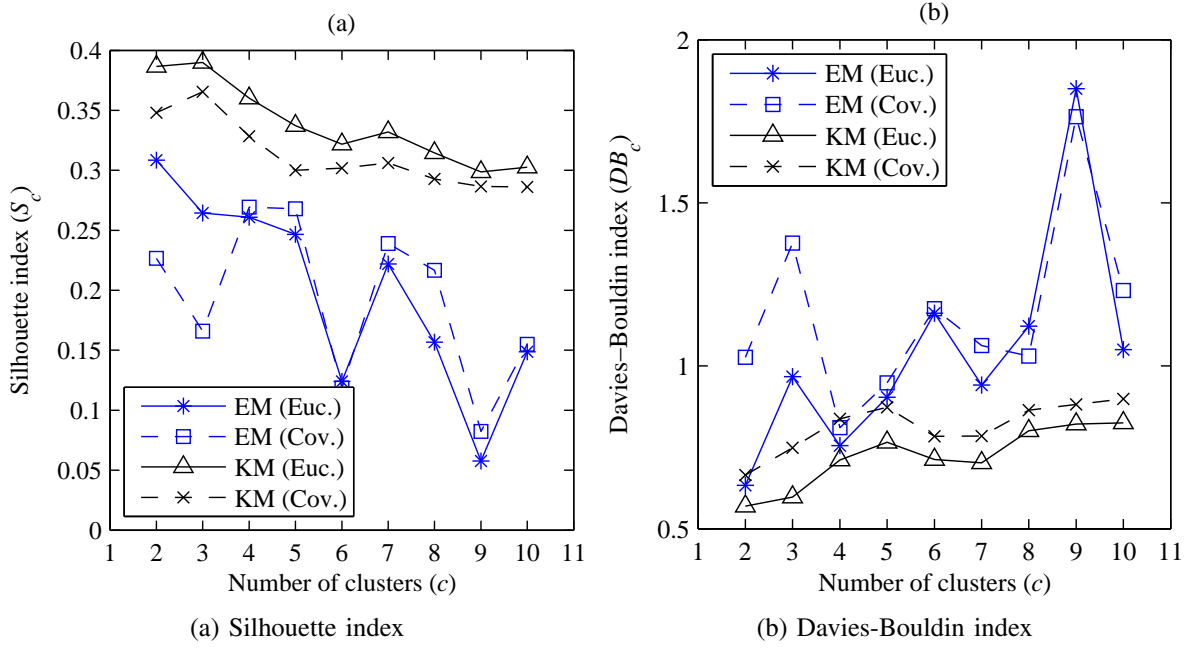 (a)
0.4
0.35
0.3
0.25
0.2
0.15
0.1
0.05
0
Silhouette index (S_c)
EM (Euc.)
EM (Cov.)
KM (Euc.)
KM (Cov.)
1 2 3 4 5 6 7 8 9 10 11
Number of clusters (c)
(a) Silhouette index
(b)
2
1.5
1
0.5
Davies–Bouldin index (DB_c)
EM (Euc.)
EM (Cov.)
KM (Euc.)
KM (Cov.)
1 2 3 4 5 6 7 8 9 10 11
Number of clusters (c)
(b) Davies-Bouldin index